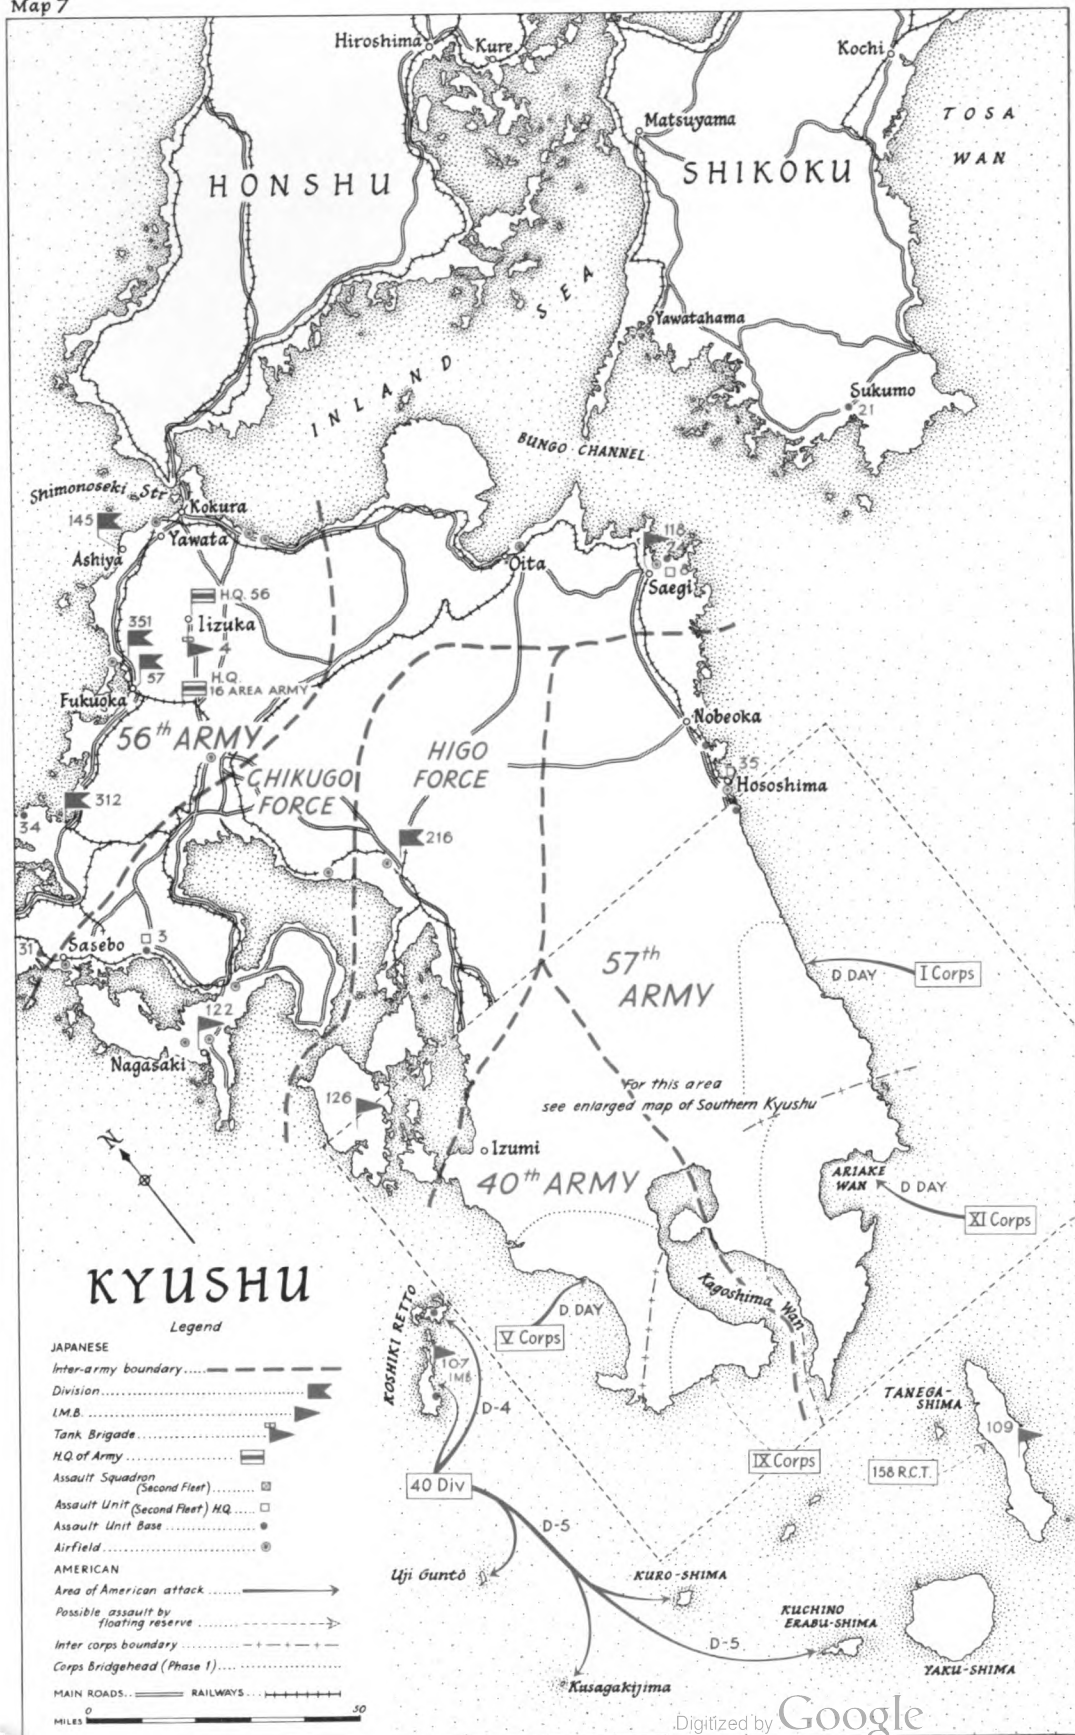 Map 7
Hiroshima
Kure
Kochi
TOSA
WAN
Matsuyama
HONSHU
SHIKOKU
INLAND SEA
Yawatahama
Sukumo
21
BUNGO CHANNEL
Shimonoseki Str
Kokura
145
Yawata
Ashiya
118
Oita
Saegi
H.Q. 56
Iizuka
351
4
57
H.Q.
16 AREA ARMY
Fukuoka
56th ARMY
Nobeoka
HIGO
FORCE
CHIKUGO
FORCE
35
Hososhima
312
34
216
Sasebo
31
3
57th
ARMY
D DAY
I Corps
122
Nagasaki
126
For this area
see enlarged map of Southern Kyushu
Izumi
40th ARMY
ARIAKE
WAN
D DAY
XI Corps
N
KYUSHU
Kagoshima Wan
KOSHIKI RETTO
D DAY
V Corps
107
I.M.B.
D-4
TANEGA-
SHIMA
109
IX Corps
158 R.C.T.
40 Div
D-5
Uji Guntō
KURO-SHIMA
KUCHINO
ERABU-SHIMA
D-5
YAKU-SHIMA
Kusagakijima
Legend
JAPANESE
Inter-army boundary
Division
I.M.B.
Tank Brigade
H.Q. of Army
Assault Squadron
(Second Fleet)
Assault Unit (Second Fleet) H.Q.
Assault Unit Base
Airfield
AMERICAN
Area of American attack
Possible assault by
floating reserve
Inter corps boundary
Corps Bridgehead (Phase 1)
MAIN ROADS RAILWAYS
0 50
MILES
Digitized by Google